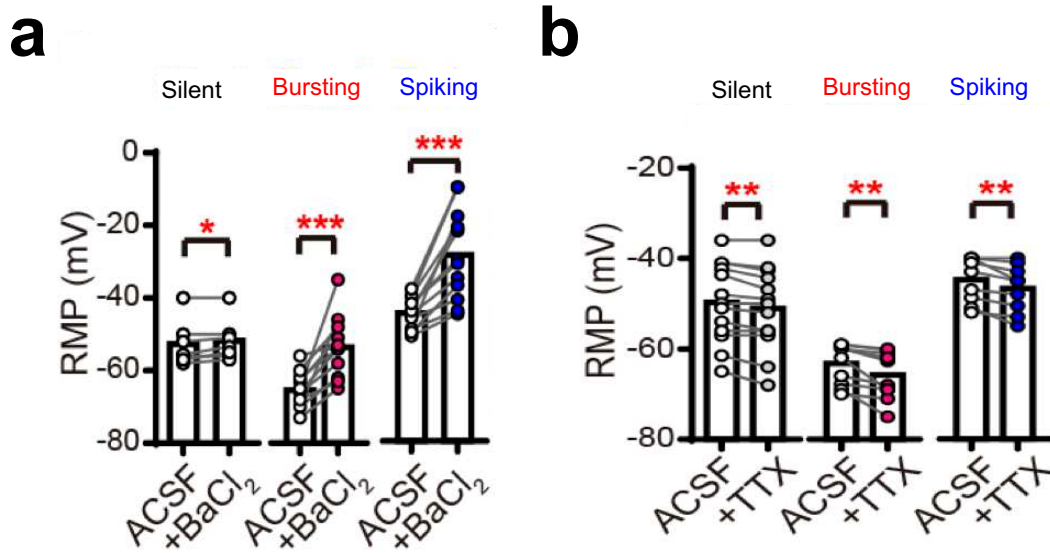 a
b
Silent
Bursting
Spiking
Silent
Bursting
Spiking
***
*
***
**
**
**
RMP (mV)
0
-20
-40
-60
-80
RMP (mV)
-20
-40
-60
-80
ACSF
+BaCl2
ACSF
+BaCl2
ACSF
+BaCl2
ACSF
+TTX
ACSF
+TTX
ACSF
+TTX